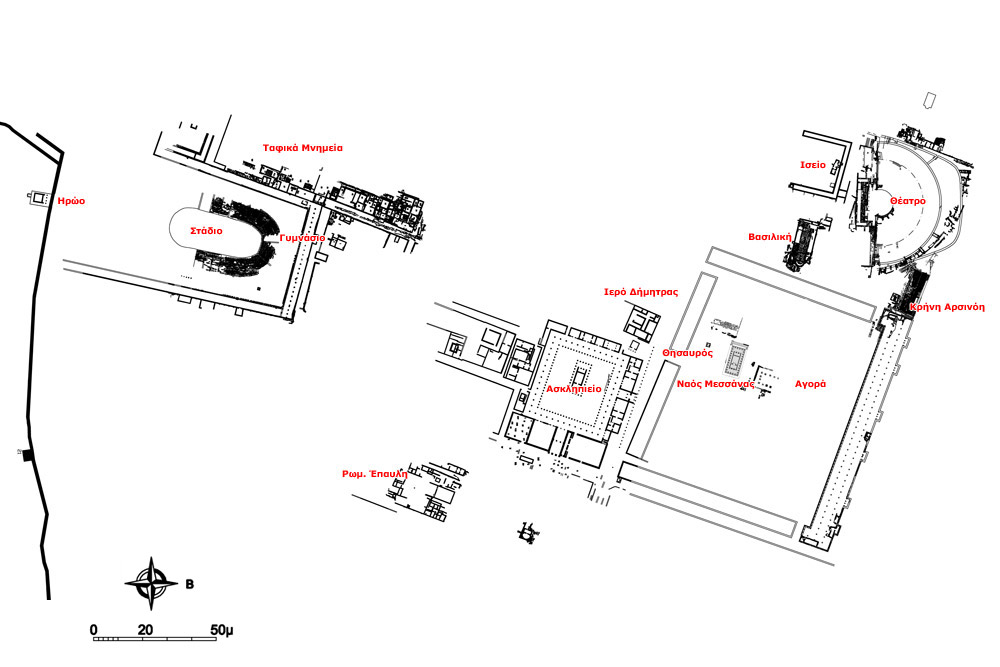 Ταφικά Μνημεία
Ισείο
Ηρώο
Θέατρο
Στάδιο
Γυμνάσιο
Βασιλική
Ιερό Δήμητρας
Κρήνη Αρσινόη
Θησαυρός
Ναός Μεσσάνας
Αγορά
Ασκληπιείο
Ρωμ. Έπαυλη
Β
0 20 50μ